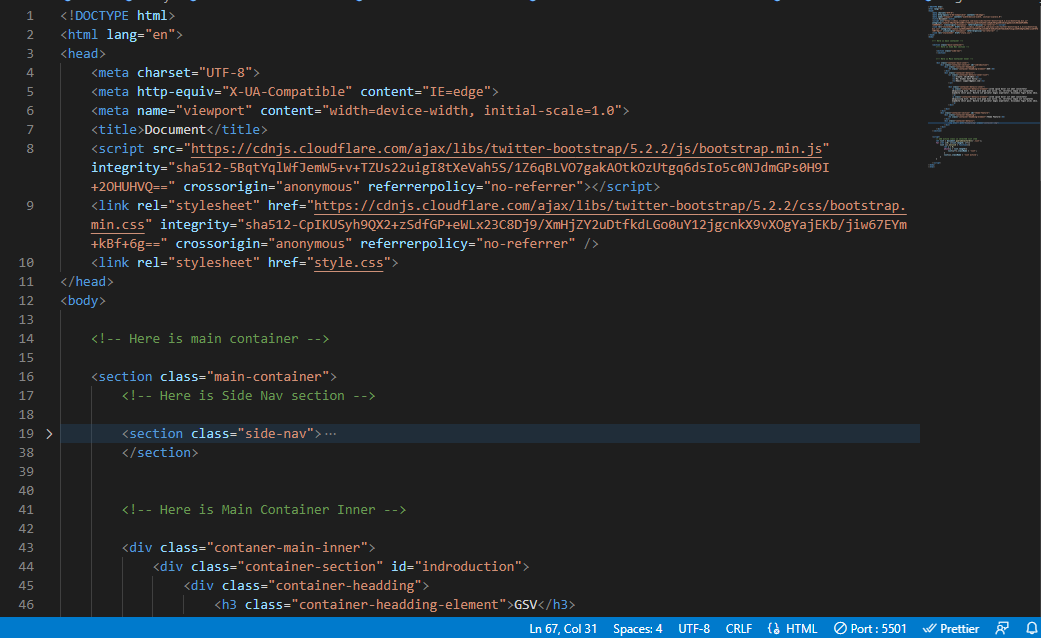 1 <!DOCTYPE html>
2 <html lang="en">
3 <head>
4 <meta charset="UTF-8">
5 <meta http-equiv="X-UA-Compatible" content="IE=edge">
6 <meta name="viewport" content="width=device-width, initial-scale=1.0">
7 <title>Document</title>
8 <script src="https://cdnjs.cloudflare.com/ajax/libs/twitter-bootstrap/5.2.2/js/bootstrap.min.js"
integrity="sha512-5BqtYqlWfJemW5+v+TZUs22uigI8tXeVah5S/1Z6qBLVO7gakAOtkOzUtgq6dsIo5c0NJdmGPs0H9I
+2OHUHVQ==" crossorigin="anonymous" referrerpolicy="no-referrer"></script>
9 <link rel="stylesheet" href="https://cdnjs.cloudflare.com/ajax/libs/twitter-bootstrap/5.2.2/css/bootstrap.
min.css" integrity="sha512-CpIKUSyh9QX2+zSdfGP+eWLx23C8Dj9/XmHjZY2uDtfkdLGo0uY12jgcnkX9vXOgYajEKb/jiw67EYm
+kBf+6g==" crossorigin="anonymous" referrerpolicy="no-referrer" />
10 <link rel="stylesheet" href="style.css">
11 </head>
12 <body>
13
14 <!-- Here is main container -->
15
16 <section class="main-container">
17 <!-- Here is Side Nav section -->
18
19 <section class="side-nav">…
38 </section>
39
40
41 <!-- Here is Main Container Inner -->
42
43 <div class="contaner-main-inner">
44 <div class="container-section" id="indroduction">
45 <div class="container-headding">
46 <h3 class="container-headding-element">GSV</h3>
Ln 67, Col 31 Spaces: 4 UTF-8 CRLF HTML Port : 5501 Prettier